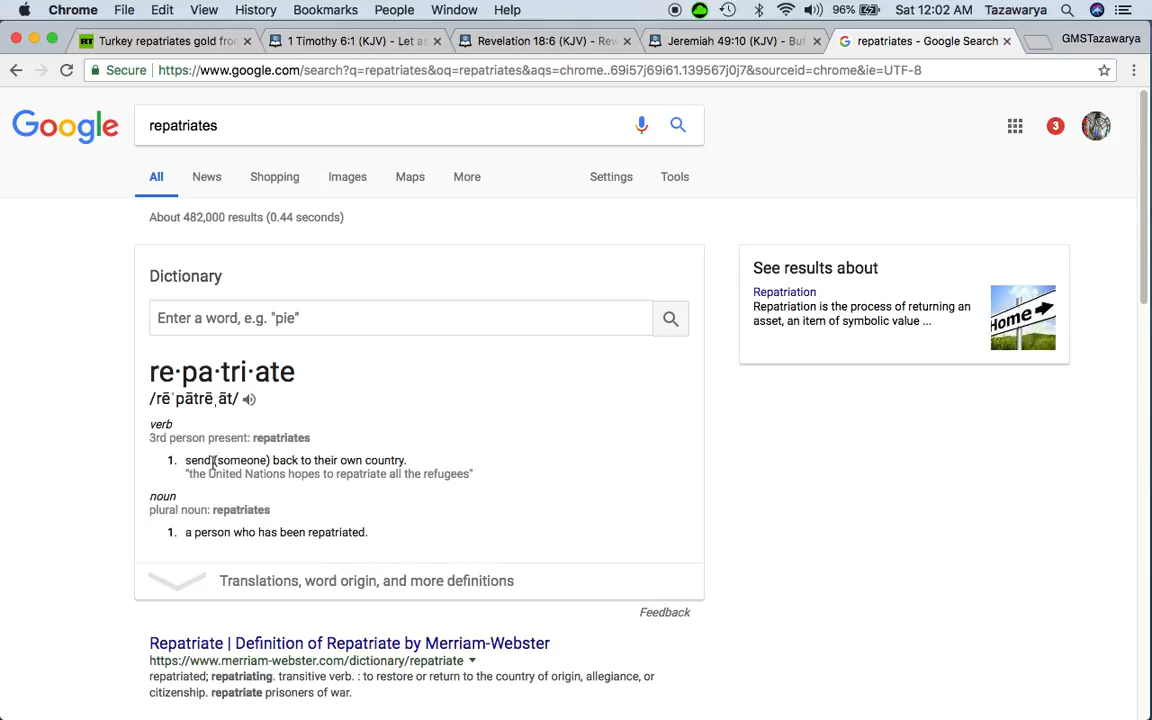 Chrome File Edit View History Bookmarks People Window Help 96% Sat 12:02 AM Tazawarya
RT Turkey repatriates gold fro
1 Timothy 6:1 (KJV) - Let as
Revelation 18:6 (KJV) - Rew
Jeremiah 49:10 (KJV) - But
repatriates - Google Search
GMSTazawarya
Secure https://www.google.com/search?q=repatriates&oq=repatriates&aqs=chrome..69i57j69i61.139567j0j7&sourceid=chrome&ie=UTF-8
Google
repatriates
3
All News Shopping Images Maps More Settings Tools
About 482,000 results (0.44 seconds)
Dictionary
Enter a word, e.g. "pie"
re·pa·tri·ate
/rēˈpātrēˌāt/
verb
3rd person present: repatriates
1. send (someone) back to their own country.
"the United Nations hopes to repatriate all the refugees"
noun
plural noun: repatriates
1. a person who has been repatriated.
Translations, word origin, and more definitions
Feedback
See results about
Repatriation
Repatriation is the process of returning an
asset, an item of symbolic value ...
Home
Repatriate | Definition of Repatriate by Merriam-Webster
https://www.merriam-webster.com/dictionary/repatriate
repatriated; repatriating. transitive verb. : to restore or return to the country of origin, allegiance, or
citizenship. repatriate prisoners of war.